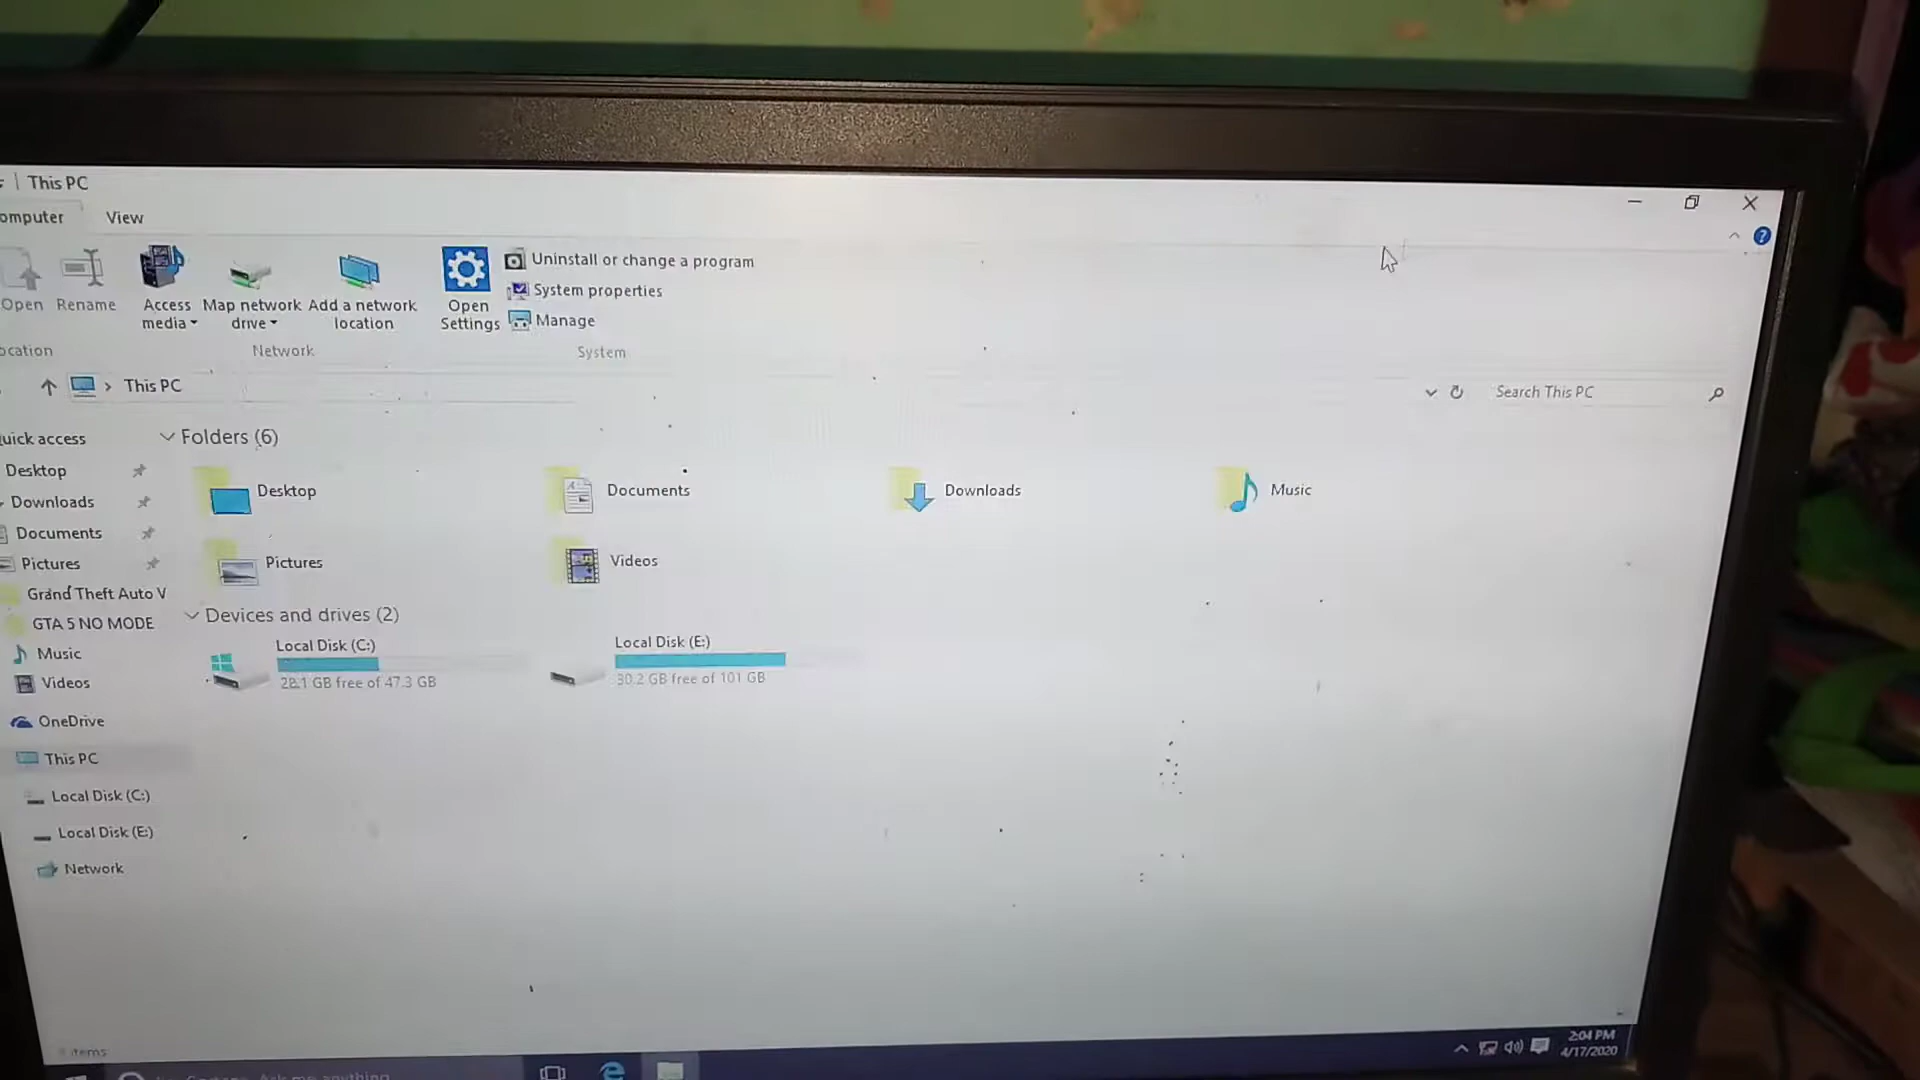 This PC
omputer
View
Open
Rename
Access media
Map network drive
Add a network location
Open Settings
Uninstall or change a program
System properties
Manage
ocation
Network
System
This PC
Search This PC
uick access
Desktop
Downloads
Documents
Pictures
Grand Theft Auto V
GTA 5 NO MODE
Music
Videos
OneDrive
This PC
Local Disk (C:)
Local Disk (E:)
Network
Folders (6)
Desktop
Documents
Downloads
Music
Pictures
Videos
Devices and drives (2)
Local Disk (C:)
28.1 GB free of 47.3 GB
Local Disk (E:)
30.2 GB free of 101 GB
items
2:04 PM
4/17/2020